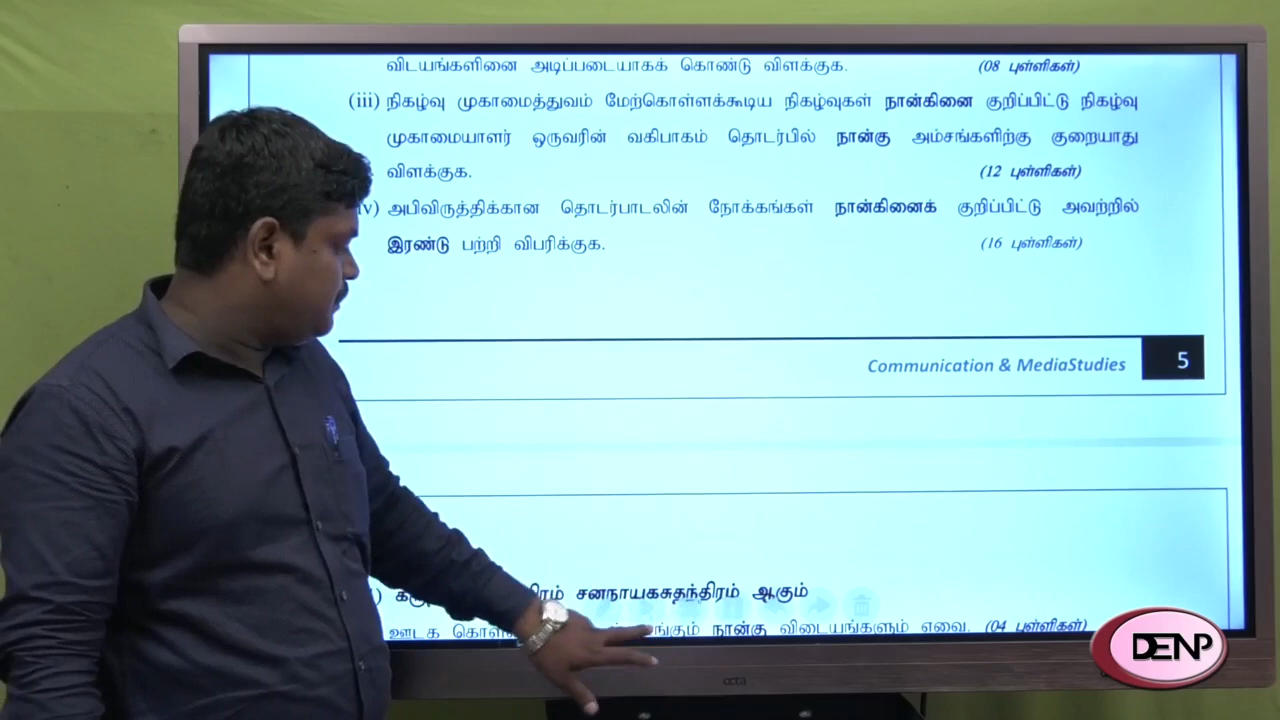 விடயங்களினை அடிப்படையாகக் கொண்டு விளக்குக. (08 புள்ளிகள்)
(iii) நிகழ்வு முகாமைத்துவம் மேற்கொள்ளக்கூடிய நிகழ்வுகள் நான்கினை குறிப்பிட்டு நிகழ்வு
முகாமையாளர் ஒருவரின் வகிபாகம் தொடர்பில் நான்கு அம்சங்களிற்கு குறையாது
விளக்குக. (12 புள்ளிகள்)
அபிவிருத்திக்கான தொடர்பாடலின் நோக்கங்கள் நான்கினைக் குறிப்பிட்டு அவற்றில்
இரண்டு பற்றி விபரிக்குக. (16 புள்ளிகள்)
Communication & MediaStudies 5
சனநாயகசுதந்திரம் ஆகும்
ஊடக நான்கு விடையங்களும் எவை. (04 புள்ளிகள்)
DENP
octa